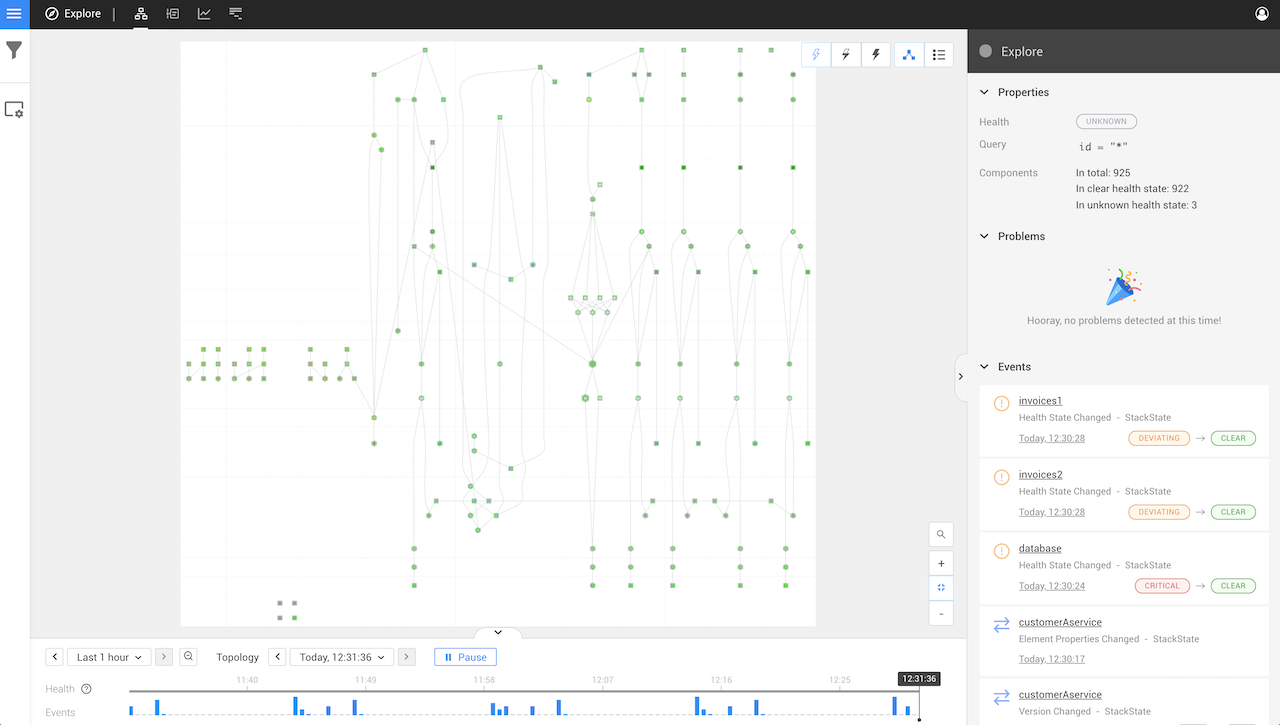 Explore
Explore
Properties
Health UNKNOWN
Query id = "*"
Components In total: 925
In clear health state: 922
In unknown health state: 3
Problems
Hooray, no problems detected at this time!
Events
invoices1
Health State Changed - StackState
Today, 12:30:28 DEVIATING → CLEAR
invoices2
Health State Changed - StackState
Today, 12:30:28 DEVIATING → CLEAR
database
Health State Changed - StackState
Today, 12:30:24 CRITICAL → CLEAR
customerAservice
Element Properties Changed - StackState
Today, 12:30:17
customerAservice
Version Changed - StackState
Last 1 hour Topology Today, 12:31:36 Pause
11:40 11:49 11:58 12:07 12:16 12:25 12:31:36
Health
Events